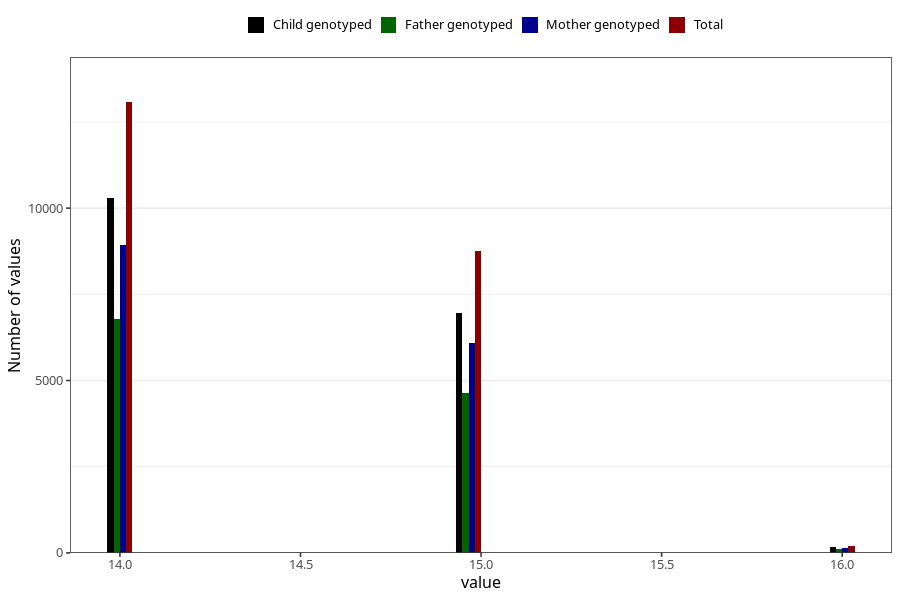 Child genotyped Father genotyped Mother genotyped Total
Number of values
10000
5000
0
14.0 14.5 15.0 15.5 16.0
value